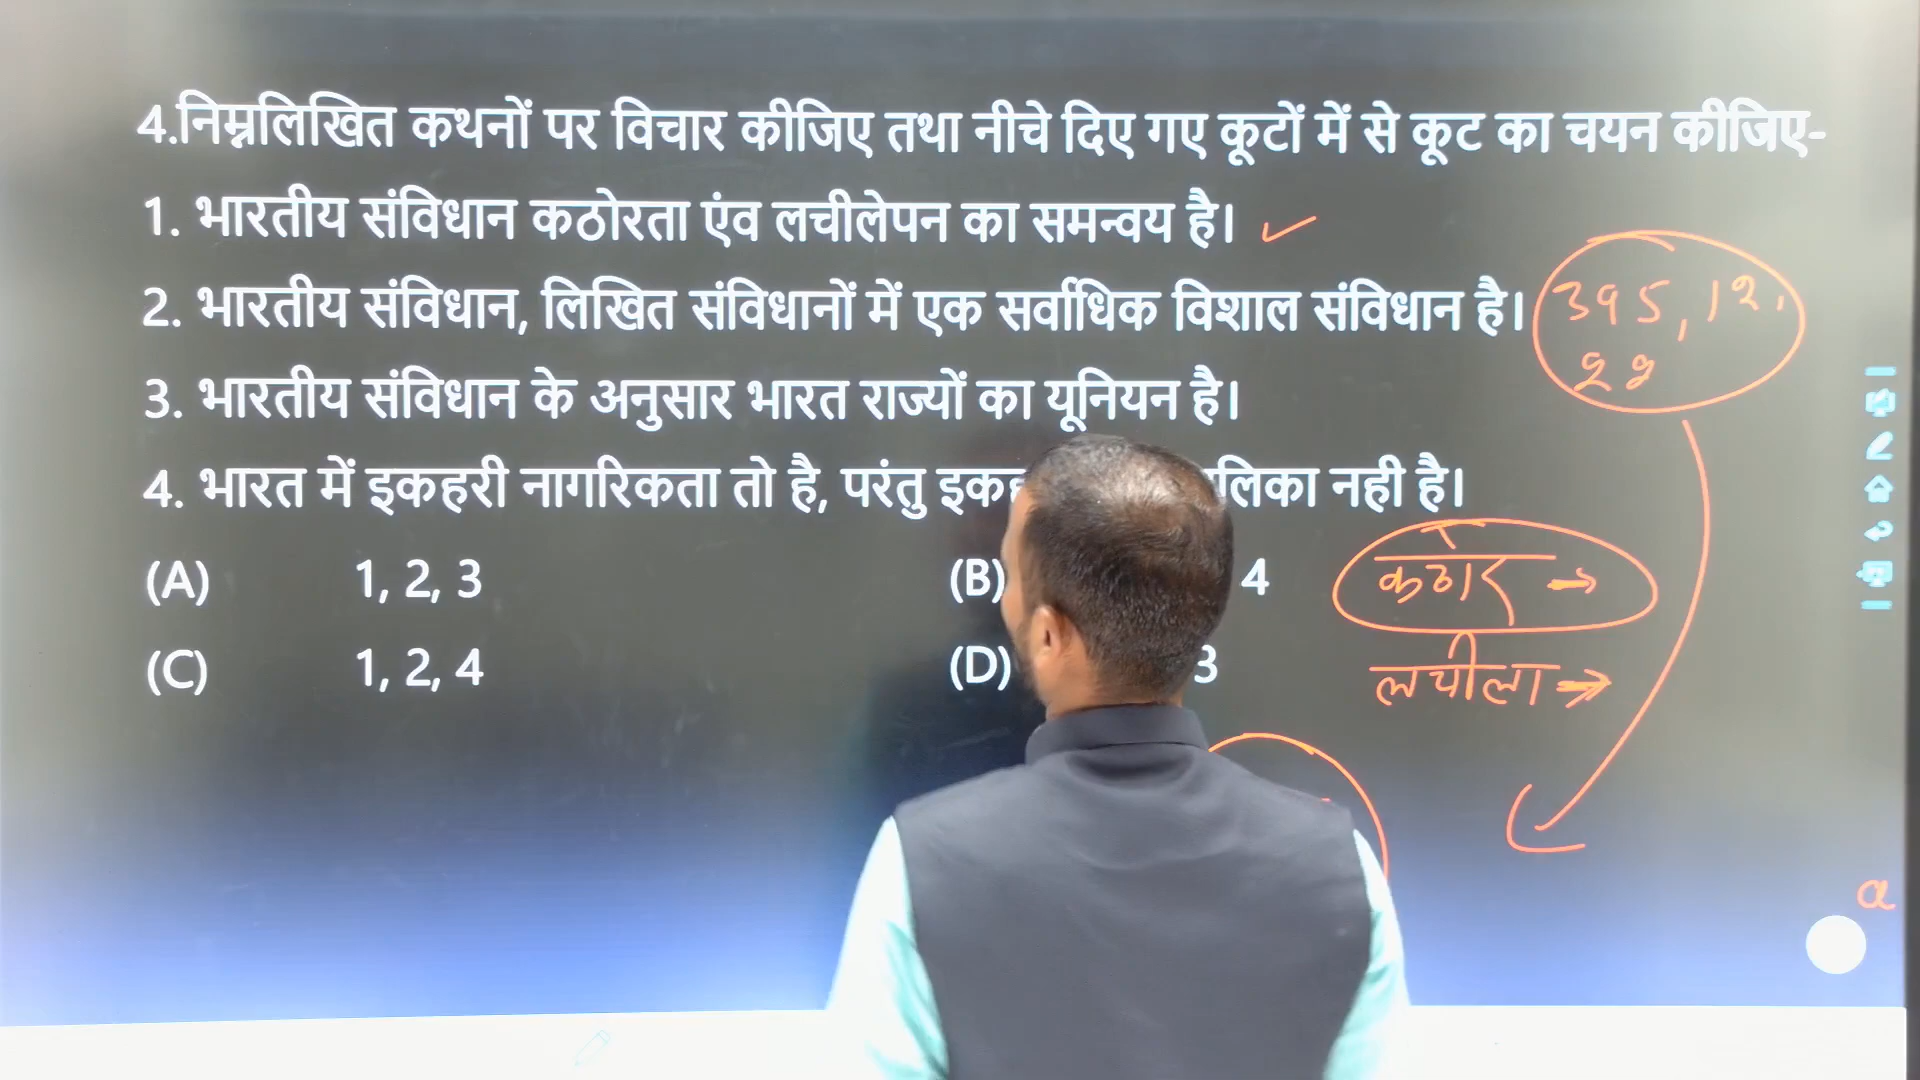 4.निम्नलिखित कथनों पर विचार कीजिए तथा नीचे दिए गए कूटों में से कूट का चयन कीजिए-
1. भारतीय संविधान कठोरता एंव लचीलेपन का समन्वय है।
2. भारतीय संविधान, लिखित संविधानों में एक सर्वाधिक विशाल संविधान है।
395, 12,
22
3. भारतीय संविधान के अनुसार भारत राज्यों का यूनियन है।
4. भारत में इकहरी नागरिकता तो है, परंतु नही है।
(A) 1, 2, 3 (B) 4
कठोर →
(C) 1, 2, 4 (D) 3
लचीला →
a